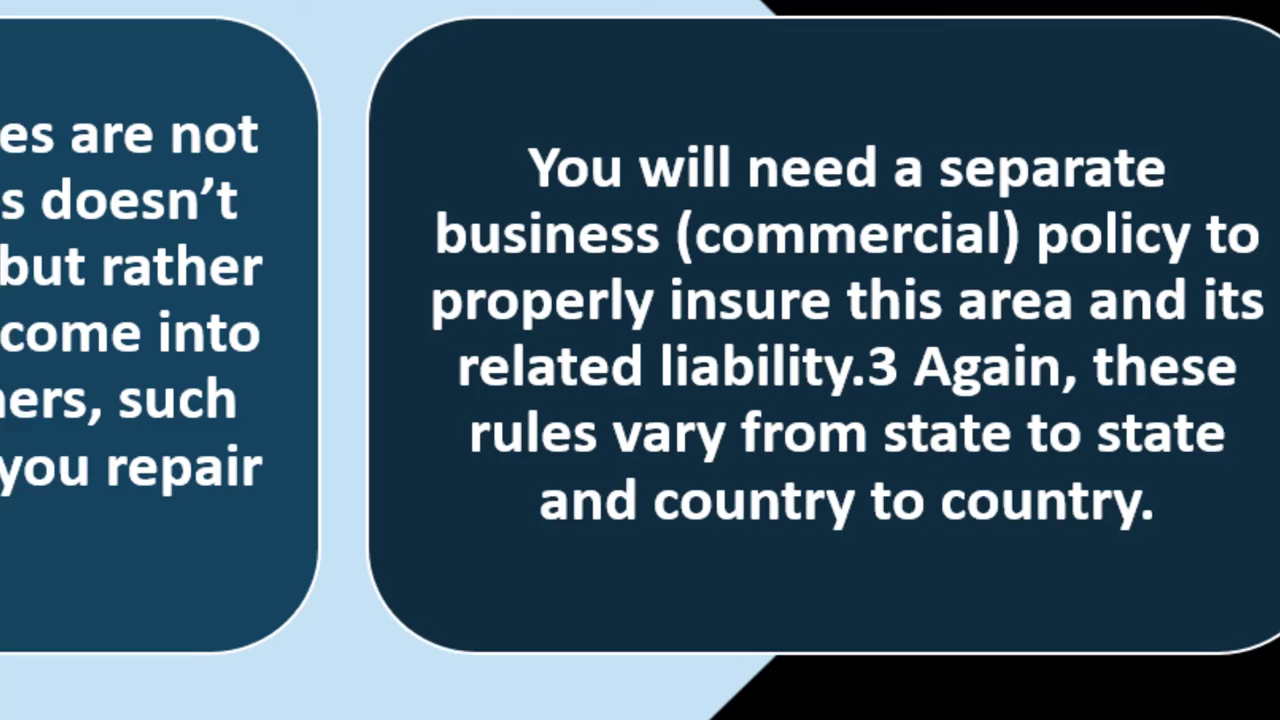 es are not
s doesn’t
but rather
come into
ers, such
you repair
You will need a separate
business (commercial) policy to
properly insure this area and its
related liability.3 Again, these
rules vary from state to state
and country to country.